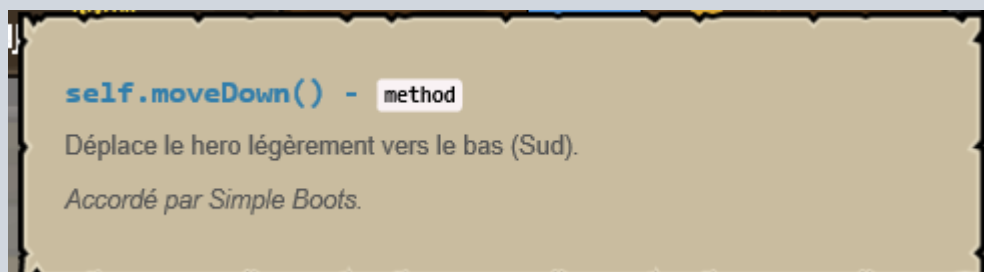 self.moveDown() - method
Déplace le hero légèrement vers le bas (Sud).
Accordé par Simple Boots.